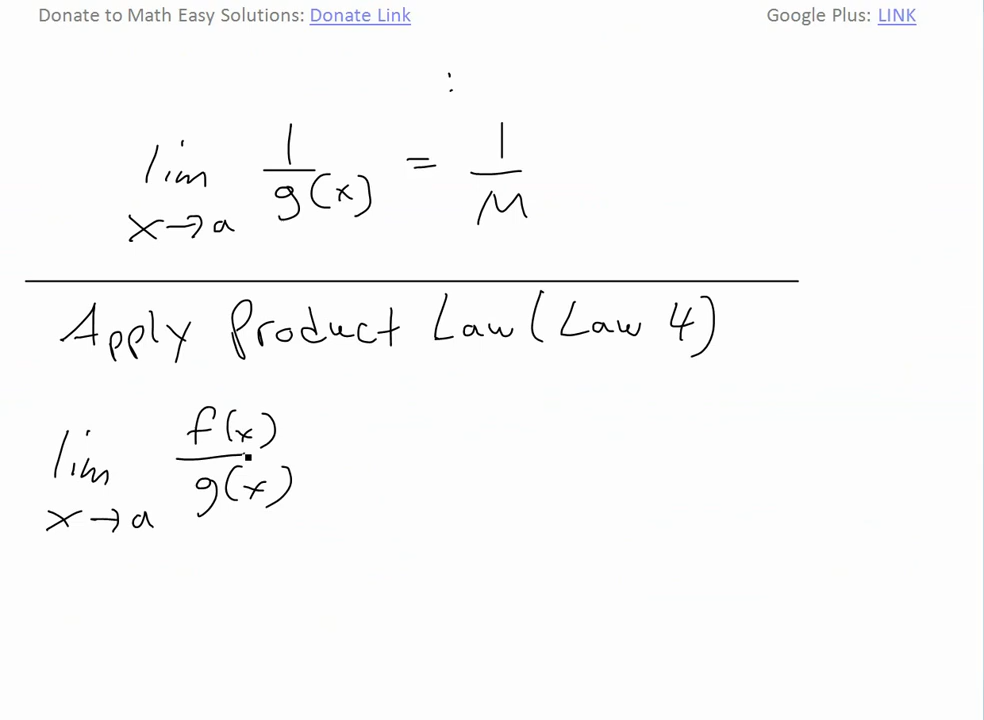 Donate to Math Easy Solutions: Donate Link Google Plus: LINK
:
lim x→a 1/g(x) = 1/M
Apply Product Law (Law 4)
lim x→a f(x)/g(x)